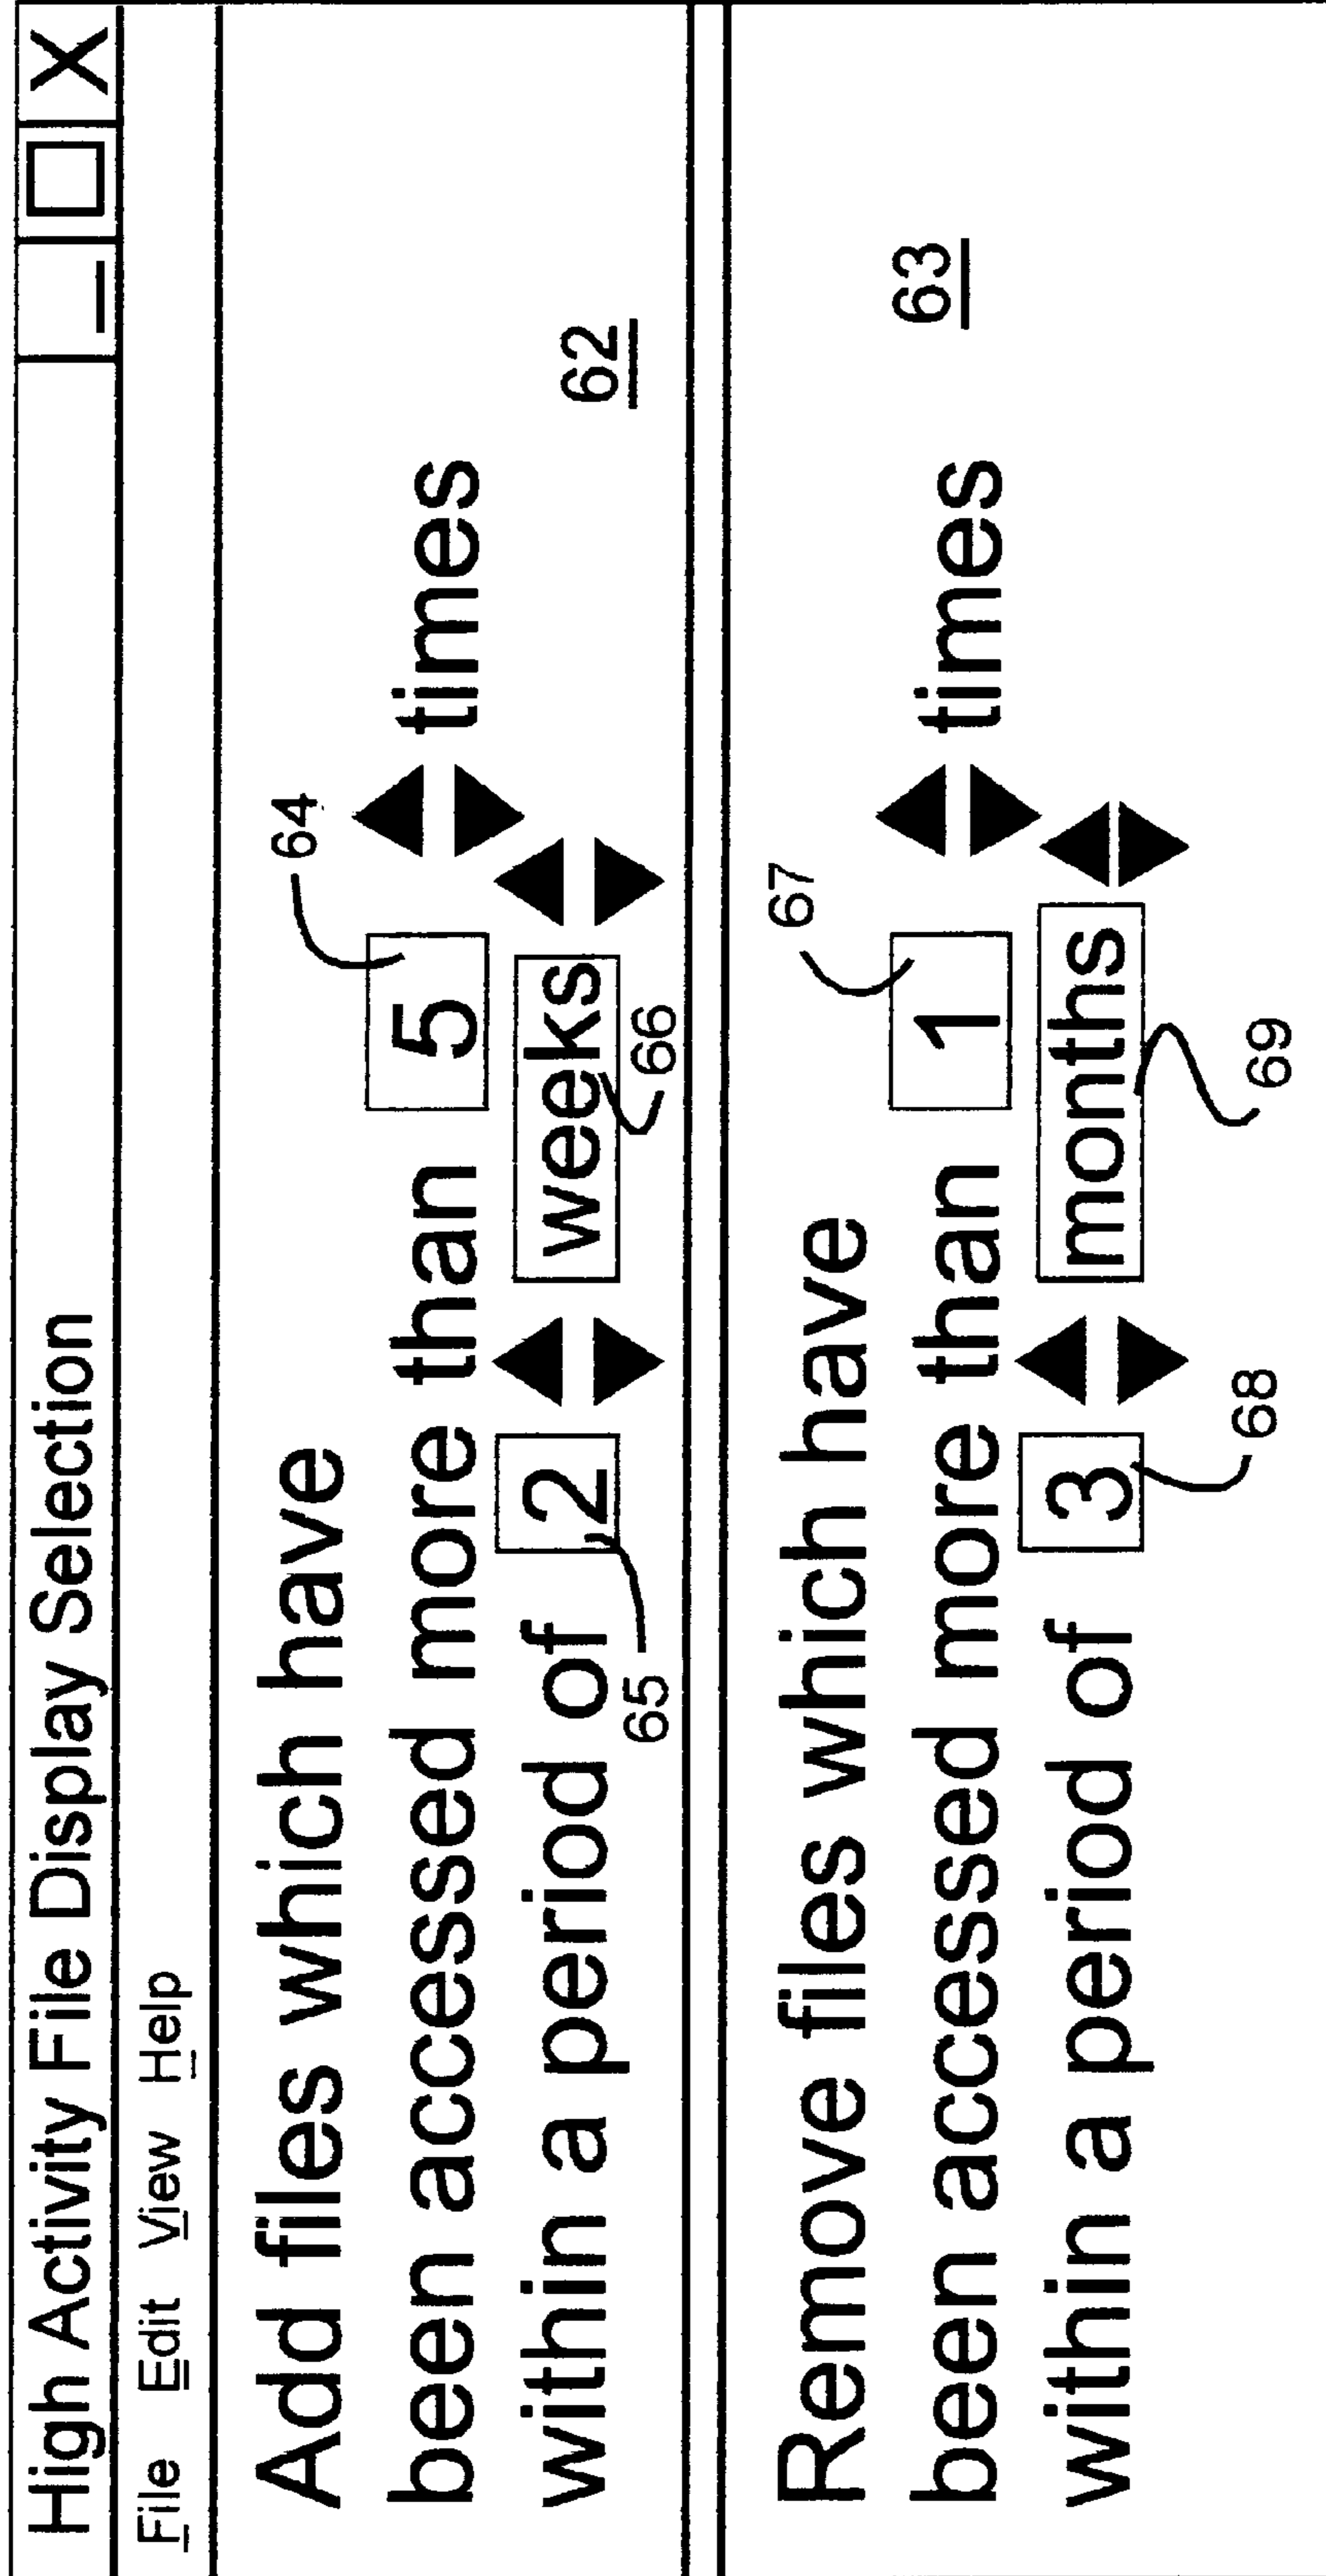 High Activity File Display Selection _ □ X
File Edit View Help
Add files which have
64
been accessed more than 5 times
within a period of 2 weeks
65 66 62
Remove files which have
67 63
been accessed more than 1 times
within a period of 3 months
68 69